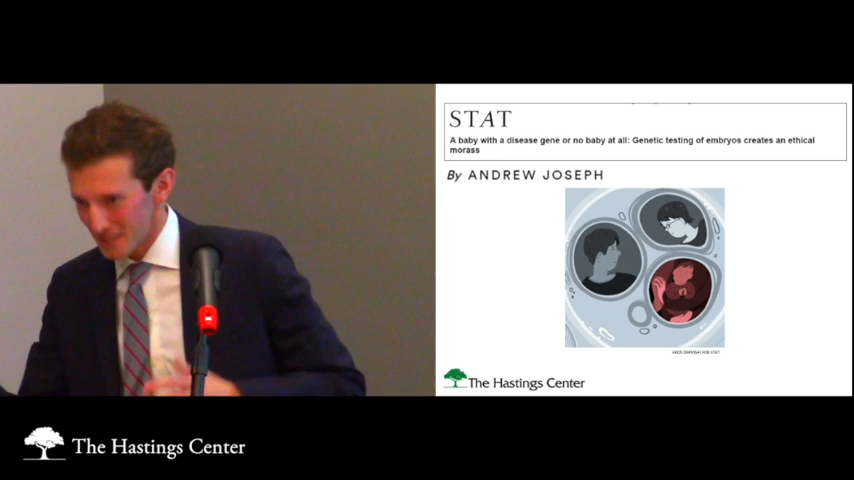 STAT
A baby with a disease gene or no baby at all: Genetic testing of embryos creates an ethical
morass
By ANDREW JOSEPH
The Hastings Center
The Hastings Center